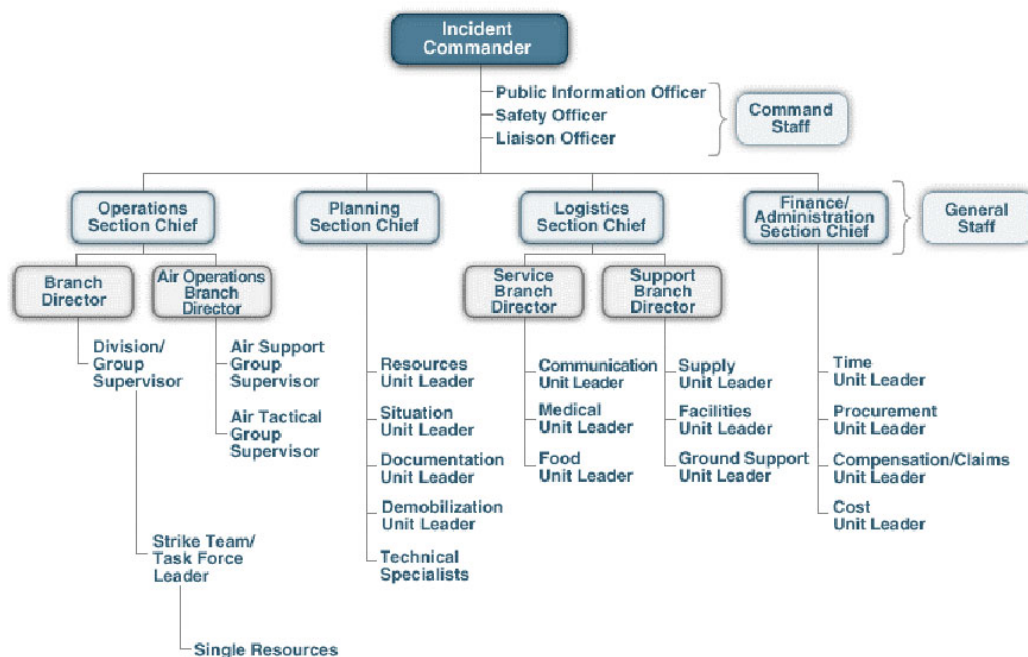 Incident
Commander
Public Information Officer
Safety Officer
Liaison Officer
Command
Staff
Operations
Section Chief
Planning
Section Chief
Logistics
Section Chief
Finance/
Administration
Section Chief
General
Staff
Branch
Director
Air Operations
Branch
Director
Service
Branch
Director
Support
Branch
Director
Division/
Group
Supervisor
Air Support
Group
Supervisor
Air Tactical
Group
Supervisor
Strike Team/
Task Force
Leader
Single Resources
Resources
Unit Leader
Situation
Unit Leader
Documentation
Unit Leader
Demobilization
Unit Leader
Technical
Specialists
Communication
Unit Leader
Medical
Unit Leader
Food
Unit Leader
Supply
Unit Leader
Facilities
Unit Leader
Ground Support
Unit Leader
Time
Unit Leader
Procurement
Unit Leader
Compensation/Claims
Unit Leader
Cost
Unit Leader